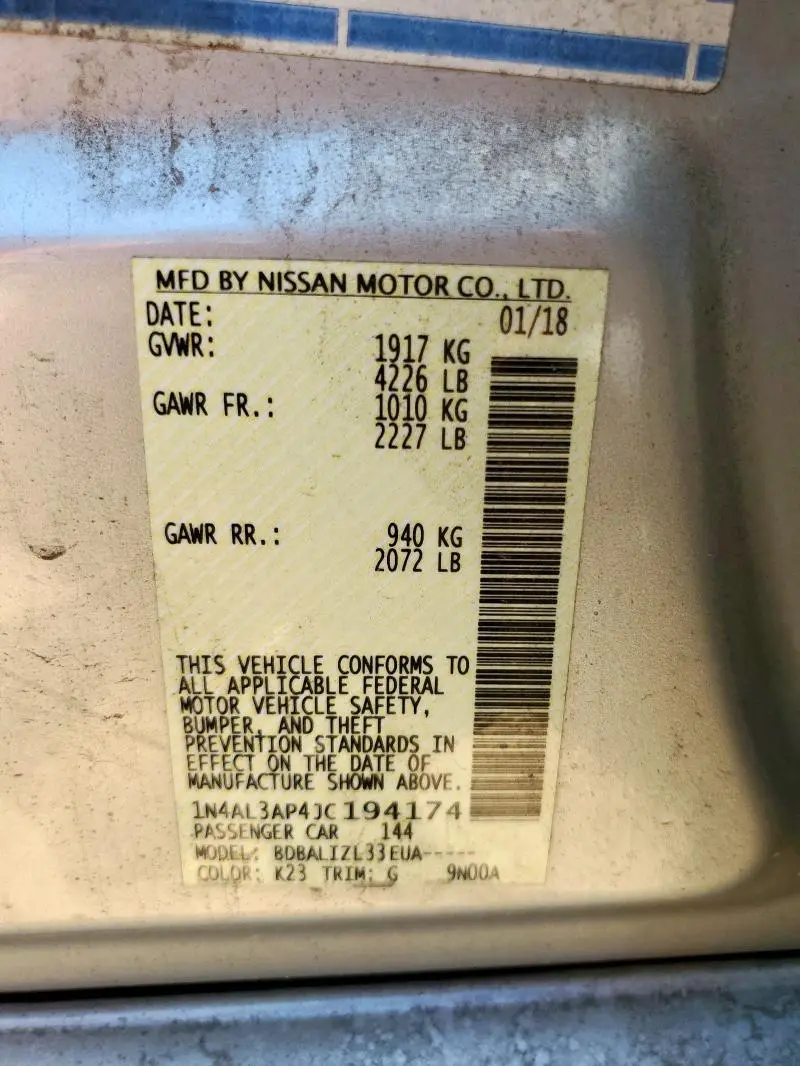 MFD BY NISSAN MOTOR CO., LTD.
DATE: 01/18
GVWR: 1917 KG
4226 LB
GAWR FR.: 1010 KG
2227 LB
GAWR RR.: 940 KG
2072 LB
THIS VEHICLE CONFORMS TO
ALL APPLICABLE FEDERAL
MOTOR VEHICLE SAFETY,
BUMPER, AND THEFT
PREVENTION STANDARDS IN
EFFECT ON THE DATE OF
MANUFACTURE SHOWN ABOVE.
1N4AL3AP4JC194174
PASSENGER CAR 144
MODEL: BDBALIZL33EUA-----
COLOR: K23 TRIM: G 9N00A